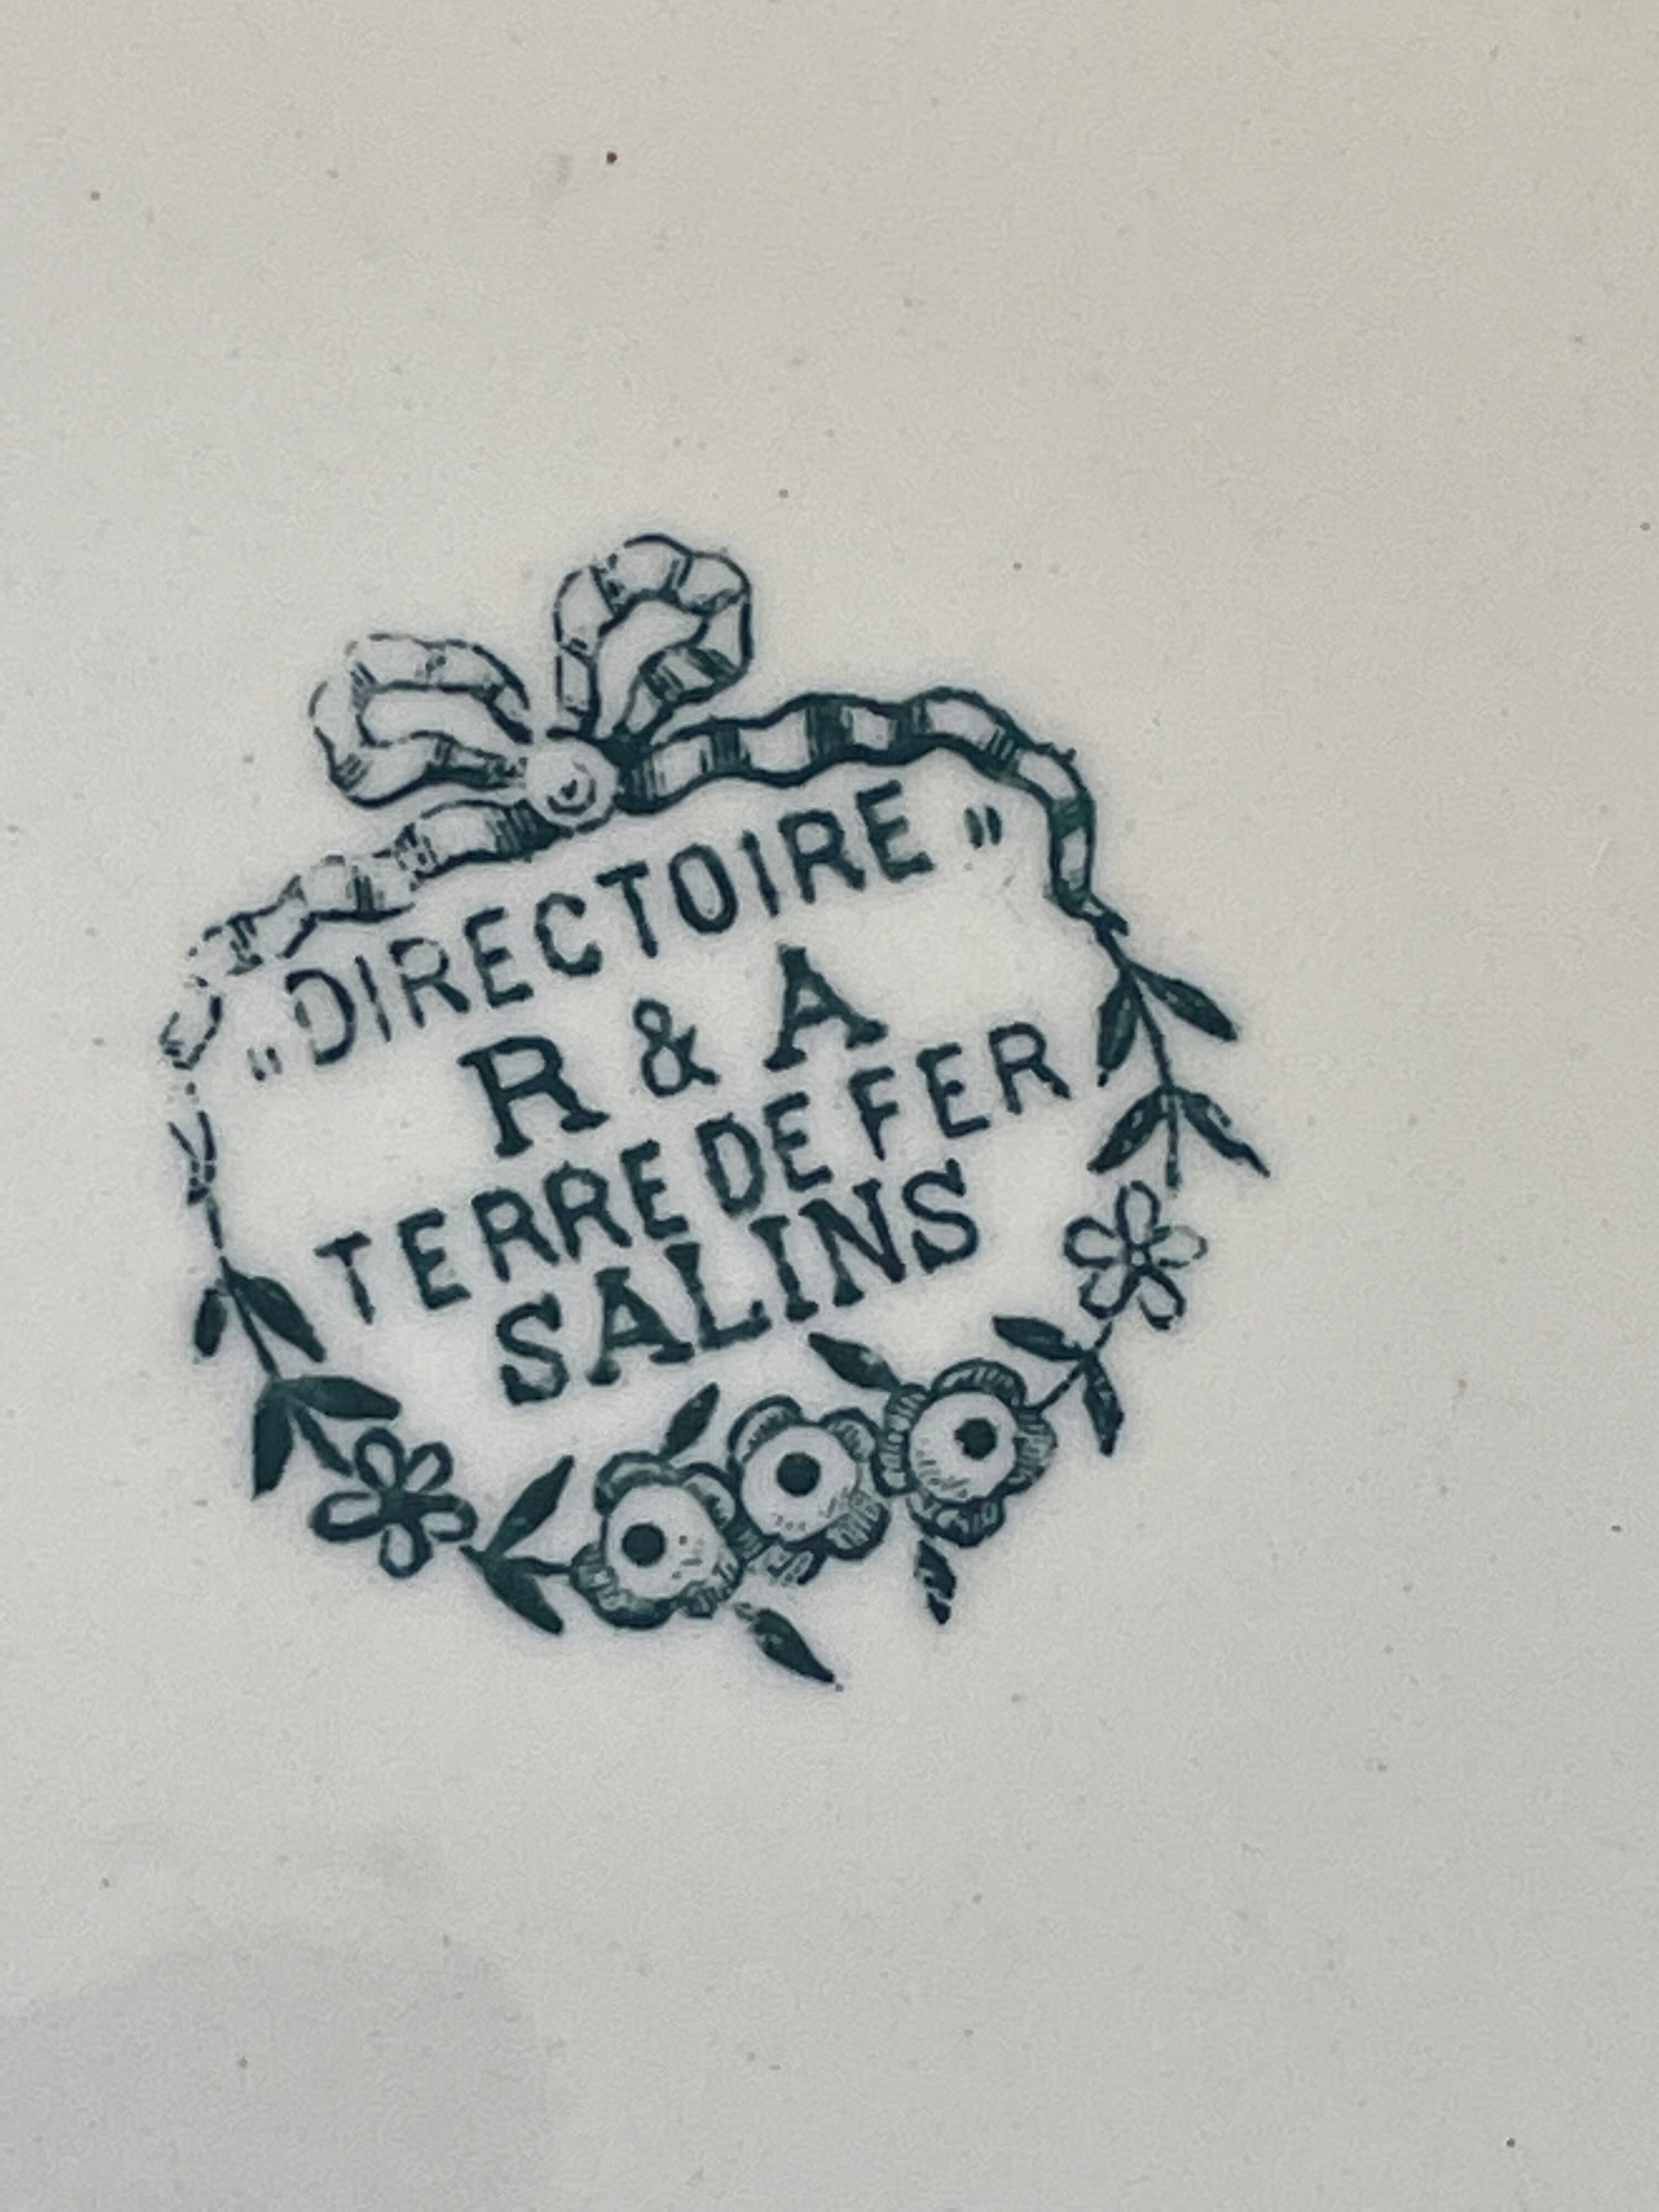 „DIRECTOIRE"
R & A
TERRE DE FER
SALINS